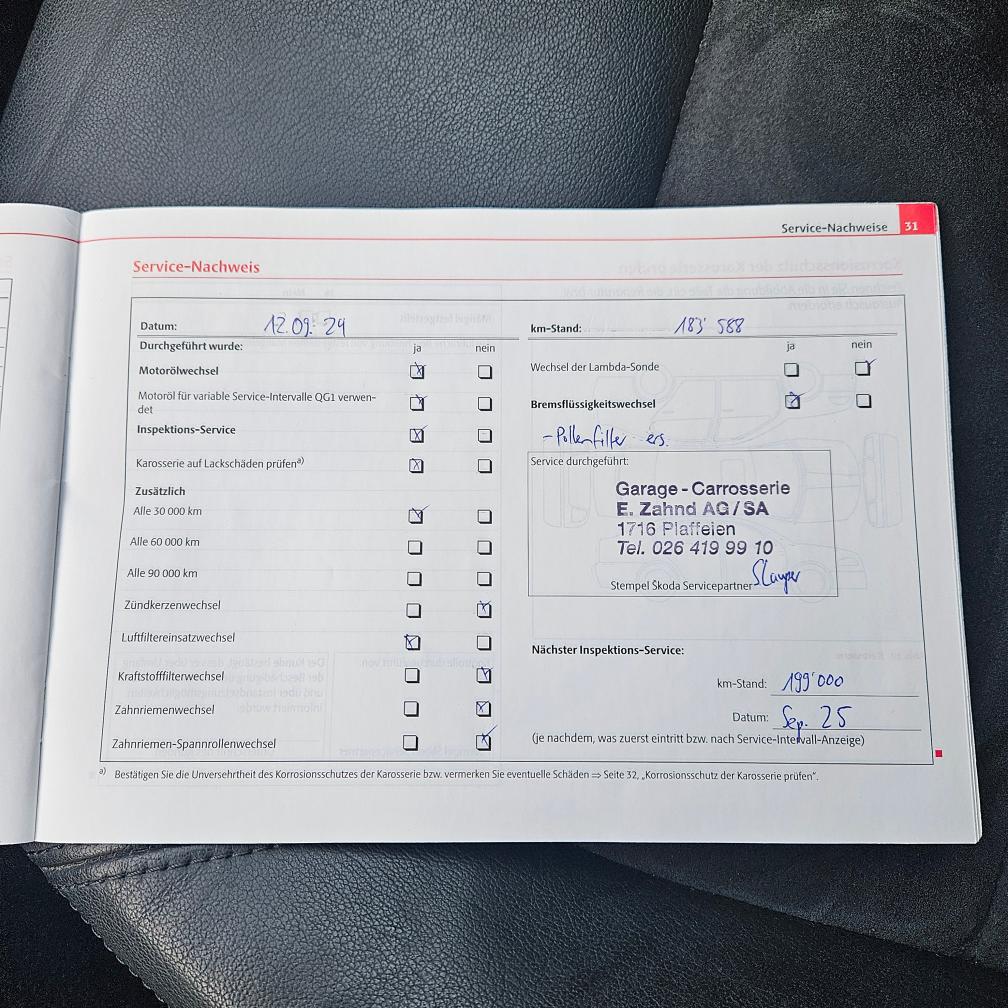 Service-Nachweise 31
Service-Nachweis
Datum: 12.09.24
Durchgeführt wurde: ja nein
Motorölwechsel
Motoröl für variable Service-Intervalle QG1 verwen-
det
Inspektions-Service
Karosserie auf Lackschäden prüfen a)
Zusätzlich
Alle 30 000 km
Alle 60 000 km
Alle 90 000 km
Zündkerzenwechsel
Luftfiltereinsatzwechsel
Kraftstofffilterwechsel
Zahnriemenwechsel
Zahnriemen-Spannrollenwechsel
km-Stand: 183'588
ja nein
Wechsel der Lambda-Sonde
Bremsflüssigkeitswechsel
- Pollenfilter ers.
Service durchgeführt:
Garage - Carrosserie
E. Zahnd AG/SA
1716 Plaffeien
Tel. 026 419 99 10
Stempel Škoda Servicepartner
Nächster Inspektions-Service:
km-Stand: 199'000
Datum: Sep. 25
(je nachdem, was zuerst eintritt bzw. nach Service-Intervall-Anzeige)
a) Bestätigen Sie die Unversehrtheit des Korrosionsschutzes der Karosserie bzw. vermerken Sie eventuelle Schäden ⇒ Seite 32, „Korrosionsschutz der Karosserie prüfen“.